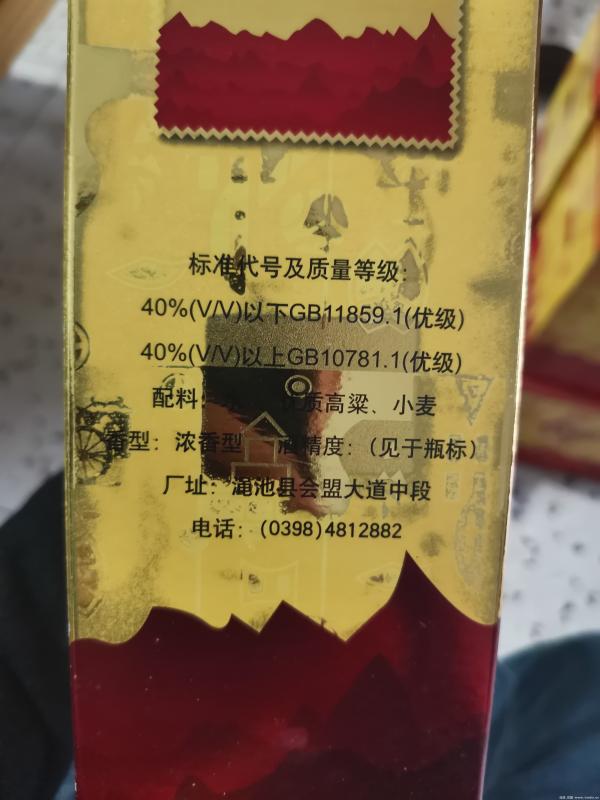 标准代号及质量等级:
40%(V/V)以下GB11859.1(优级)
40%(V/V)以上GB10781.1(优级)
配料: 优质高粱、小麦
香型: 浓香型 酒精度:(见于瓶标)
厂址: 渑池县会盟大道中段
电话: (0398)4812882